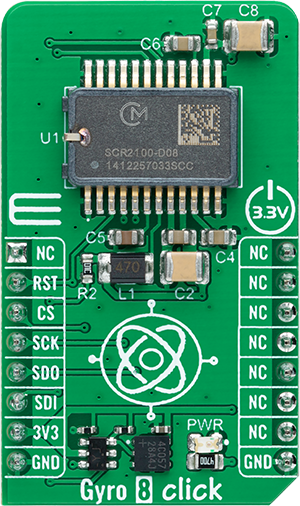 C7
C8
C6
U1
SCR2100-D08
1412257033SCC
3.3V
C5
C4
NC
NC
RST
NC
R2
470
L1
C2
CS
NC
SCK
NC
SDO
NC
SDI
NC
3V3
PWR
NC
GND
GND
Gyro 8 click